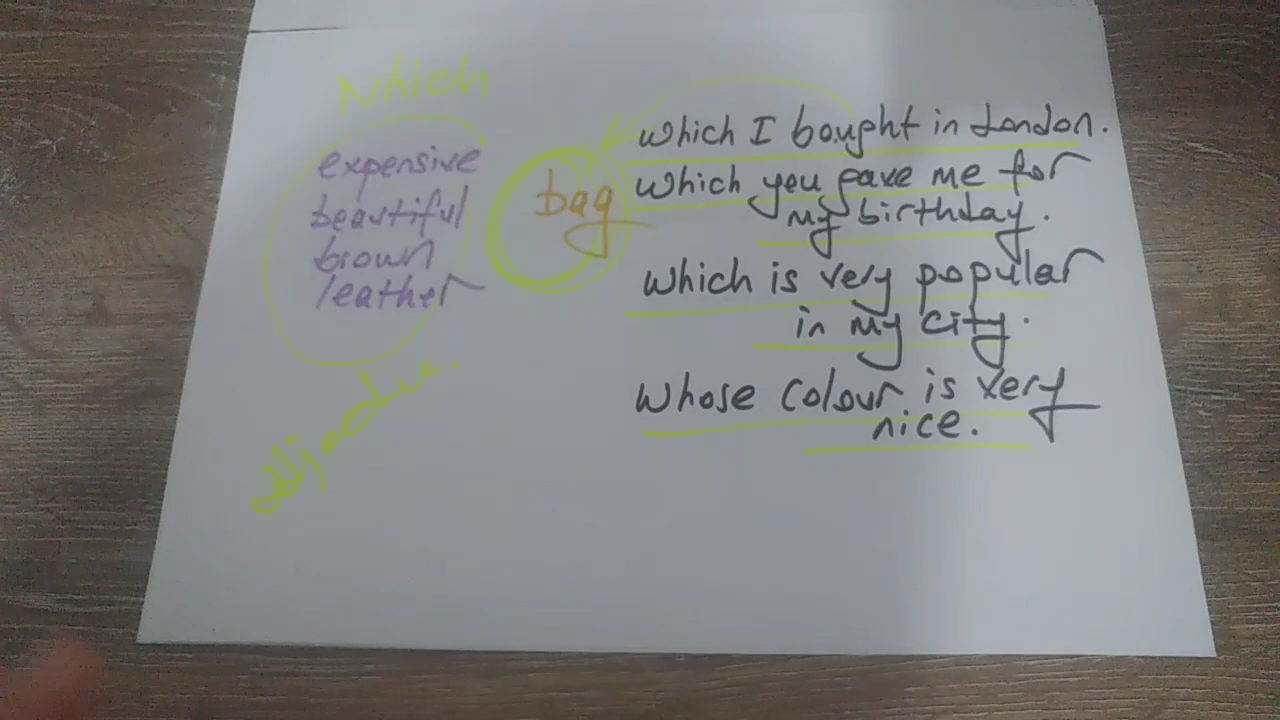 Which
expensive
beautiful
brown
leather
bag
which I bought in London.
which you gave me for
my birthday.
which is very popular
in my city.
whose colour is very
nice.